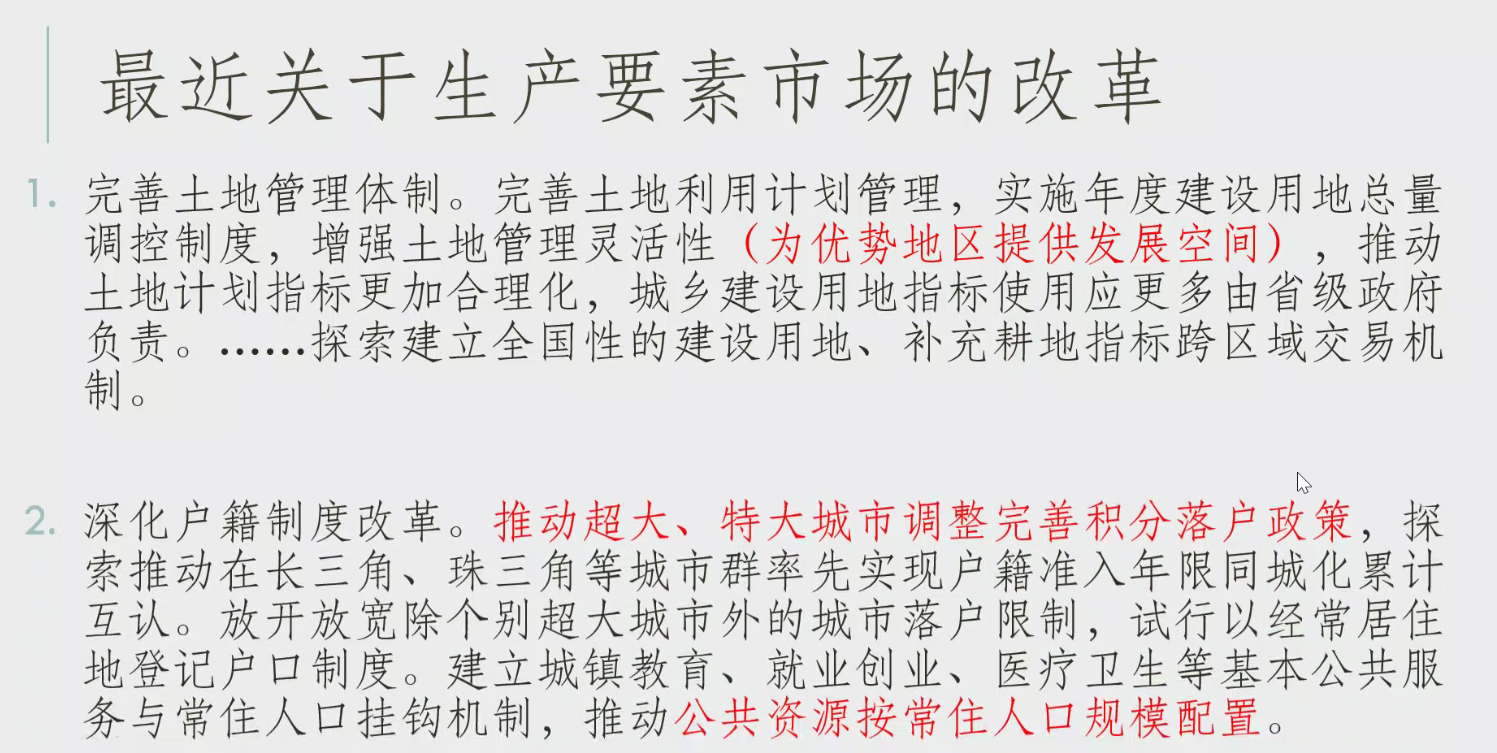 最近关于生产要素市场的改革
1. 完善土地管理体制。完善土地利用计划管理，实施年度建设用地总量
调控制度，增强土地管理灵活性（为优势地区提供发展空间），推动
土地计划指标更加合理化，城乡建设用地指标使用应更多由省级政府
负责。……探索建立全国性的建设用地、补充耕地指标跨区域交易机
制。
2. 深化户籍制度改革。推动超大、特大城市调整完善积分落户政策，探
索推动在长三角、珠三角等城市群率先实现户籍准入年限同城化累计
互认。放开放宽除个别超大城市外的城市落户限制，试行以经常居住
地登记户口制度。建立城镇教育、就业创业、医疗卫生等基本公共服
务与常住人口挂钩机制，推动公共资源按常住人口规模配置。